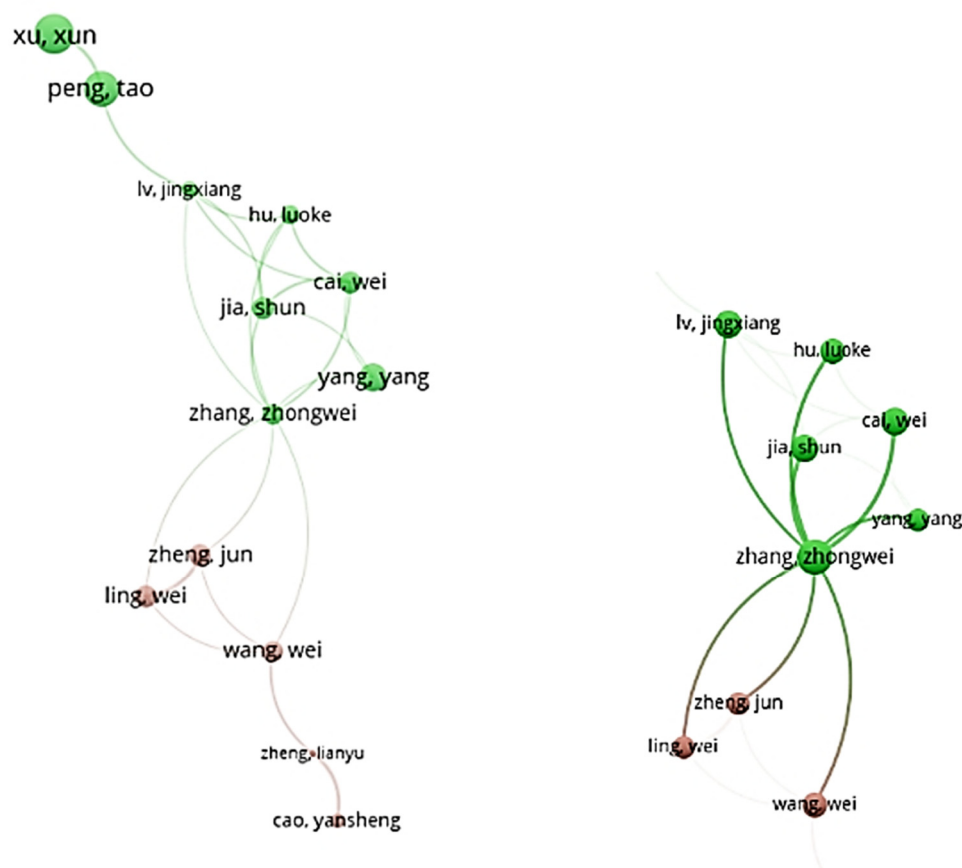 xu, xun
peng, tao
lv, jingxiang
hu, luoke
cai, wei
jia, shun
yang, yang
zhang, zhongwei
zheng, jun
ling, wei
wang, wei
zheng, lianyu
cao, yansheng
lv, jingxiang
hu, luoke
cai, wei
jia, shun
yang, yang
zhang, zhongwei
zheng, jun
ling, wei
wang, wei